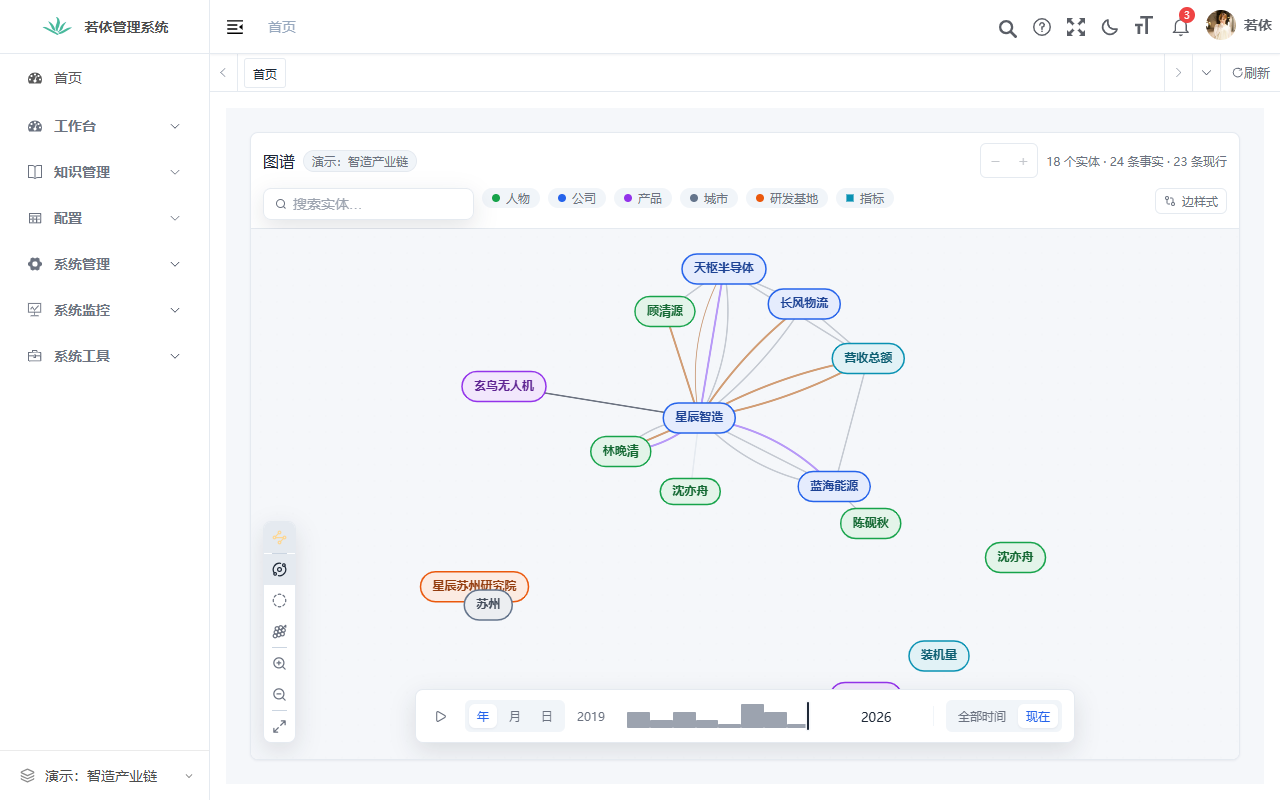 若依管理系统
首页
3
若依
首页
工作台
知识管理
配置
系统管理
系统监控
系统工具
演示：智造产业链
首页
刷新
图谱
演示：智造产业链
18 个实体 · 24 条事实 · 23 条现行
搜索实体…
人物
公司
产品
城市
研发基地
指标
边样式
天枢半导体
长风物流
顾清源
营收总额
玄鸟无人机
星辰智造
林晚清
沈亦舟
蓝海能源
陈砚秋
沈亦舟
星辰苏州研究院
苏州
装机量
年
月
日
2019
2026
全部时间
现在